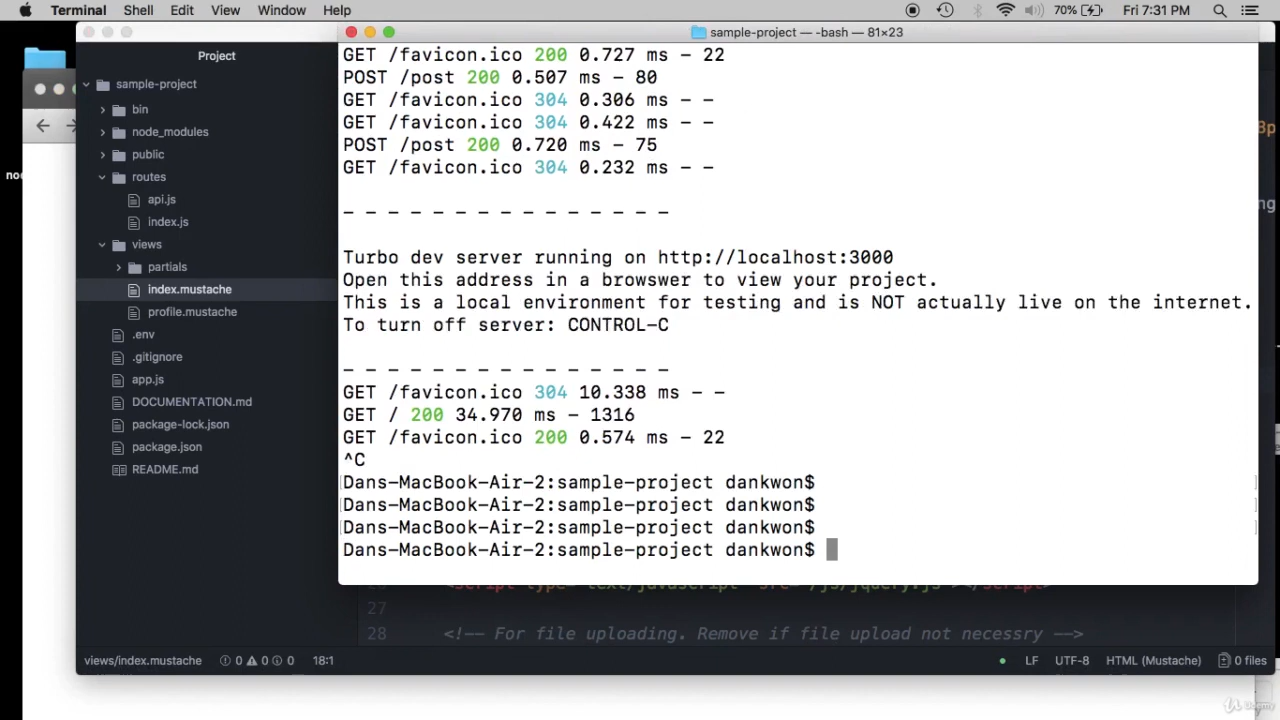 Terminal Shell Edit View Window Help 70% Fri 7:31 PM
Project
sample-project — -bash — 81×23
sample-project
bin
node_modules
public
routes
api.js
index.js
views
partials
index.mustache
profile.mustache
.env
.gitignore
app.js
DOCUMENTATION.md
package-lock.json
package.json
README.md
GET /favicon.ico 200 0.727 ms - 22
POST /post 200 0.507 ms - 80
GET /favicon.ico 304 0.306 ms - -
GET /favicon.ico 304 0.422 ms - -
POST /post 200 0.720 ms - 75
GET /favicon.ico 304 0.232 ms - -
- - - - - - - - - - - - - - -
Turbo dev server running on http://localhost:3000
Open this address in a browswer to view your project.
This is a local environment for testing and is NOT actually live on the internet.
To turn off server: CONTROL-C
- - - - - - - - - - - - - - -
GET /favicon.ico 304 10.338 ms - -
GET / 200 34.970 ms - 1316
GET /favicon.ico 200 0.574 ms - 22
^C
Dans-MacBook-Air-2:sample-project dankwon$
Dans-MacBook-Air-2:sample-project dankwon$
Dans-MacBook-Air-2:sample-project dankwon$
Dans-MacBook-Air-2:sample-project dankwon$
27
28 <!-- For file uploading. Remove if file upload not necessry -->
views/index.mustache 0 0 0 18:1 LF UTF-8 HTML (Mustache) 0 files
Udemy